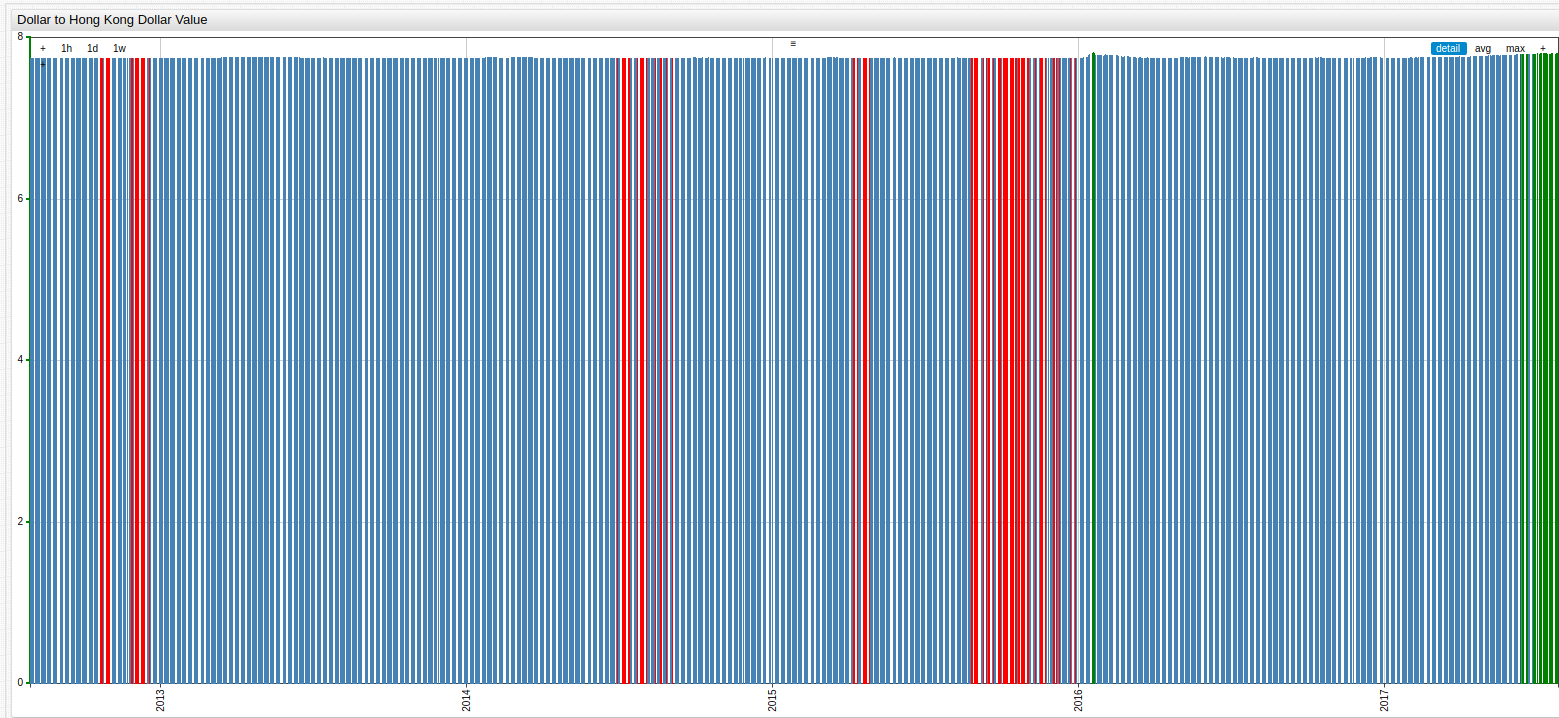 Dollar to Hong Kong Dollar Value
8
+ 1h 1d 1w
≡
detail avg max +
+
6
4
2
0
2013 2014 2015 2016 2017